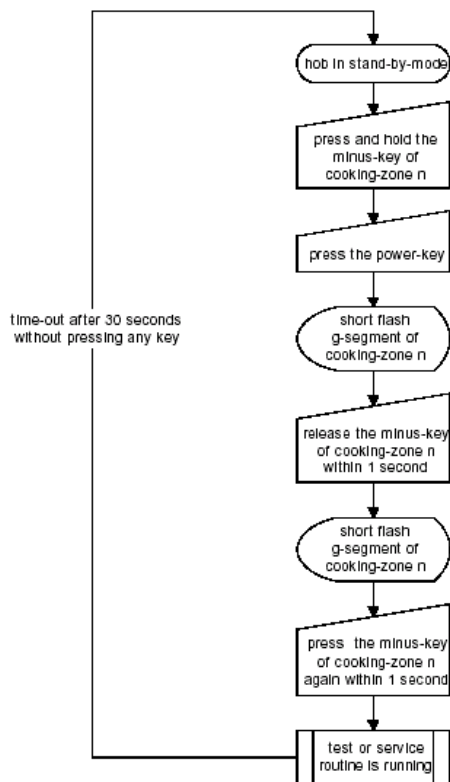 hob in stand-by-mode
press and hold the
minus-key of
cooking-zone n
press the power-key
time-out after 30 seconds
without pressing any key
short flash
g-segment of
cooking-zone n
release the minus-key
of cooking-zone n
within 1 second
short flash
g-segment of
cooking-zone n
press the minus-key
of cooking-zone n
again within 1 second
test or service
routine is running